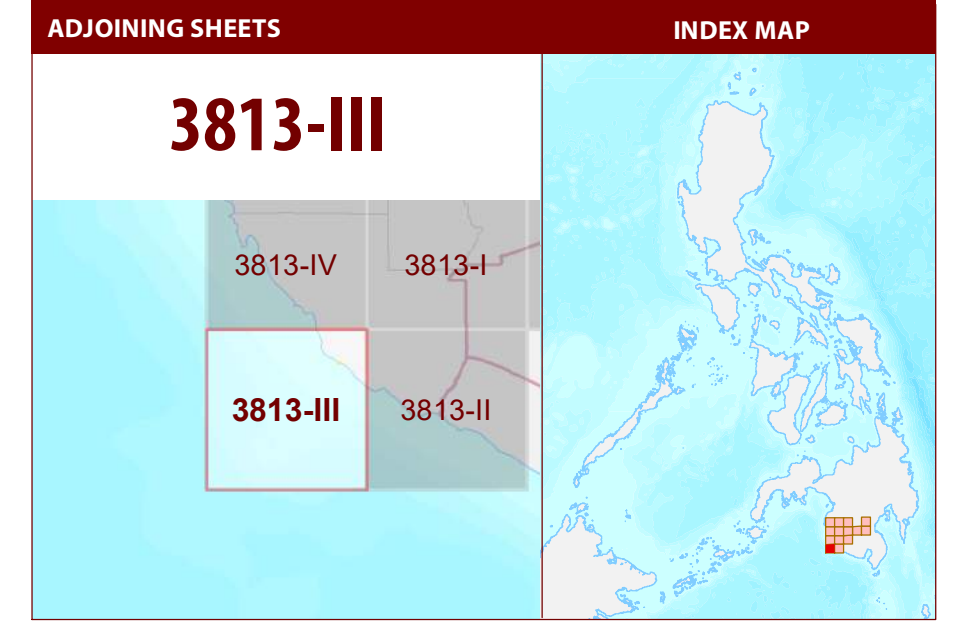 ADJOINING SHEETS
INDEX MAP
3813-III
3813-IV
3813-I
3813-III
3813-II